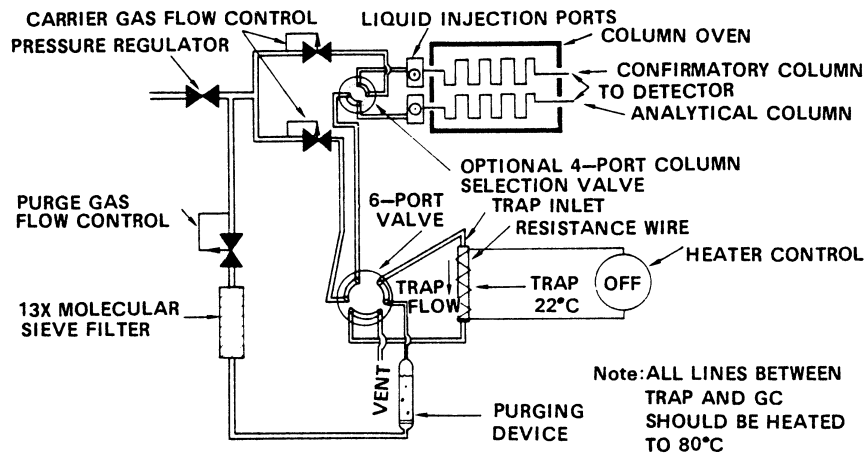 CARRIER GAS FLOW CONTROL
PRESSURE REGULATOR
LIQUID INJECTION PORTS
COLUMN OVEN
CONFIRMATORY COLUMN
TO DETECTOR
ANALYTICAL COLUMN
OPTIONAL 4-PORT COLUMN
SELECTION VALVE
PURGE GAS
FLOW CONTROL
6-PORT
VALVE
TRAP INLET
RESISTANCE WIRE
HEATER CONTROL
OFF
TRAP
FLOW
TRAP
22°C
13X MOLECULAR
SIEVE FILTER
VENT
PURGING
DEVICE
Note: ALL LINES BETWEEN
TRAP AND GC
SHOULD BE HEATED
TO 80°C